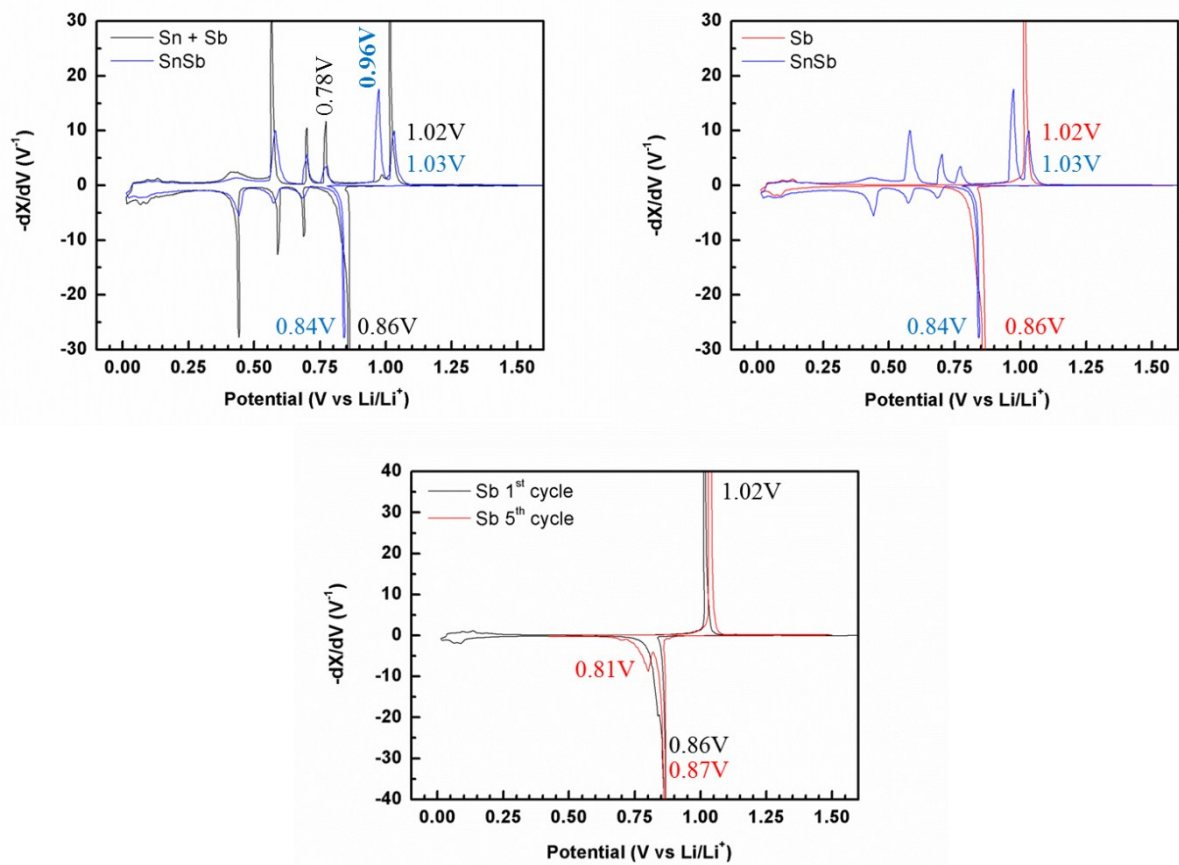 30
20
10
0
-10
-20
-30
-dX/dV (V⁻¹)
Sn + Sb
SnSb
0.78V
0.96V
1.02V
1.03V
0.84V
0.86V
0.00 0.25 0.50 0.75 1.00 1.25 1.50
Potential (V vs Li/Li⁺)
30
20
10
0
-10
-20
-30
-dX/dV (V⁻¹)
Sb
SnSb
1.02V
1.03V
0.84V
0.86V
0.00 0.25 0.50 0.75 1.00 1.25 1.50
Potential (V vs Li/Li⁺)
40
30
20
10
0
-10
-20
-30
-40
-dX/dV (V⁻¹)
Sb 1ˢᵗ cycle
Sb 5ᵗʰ cycle
1.02V
0.81V
0.86V
0.87V
0.00 0.25 0.50 0.75 1.00 1.25 1.50
Potential (V vs Li/Li⁺)